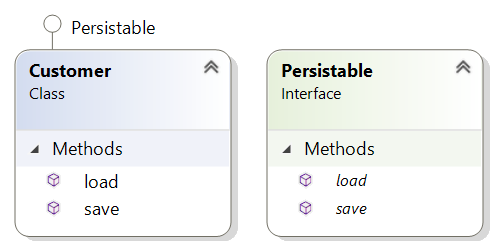 Persistable
Customer
Class
Methods
load
save
Persistable
Interface
Methods
load
save